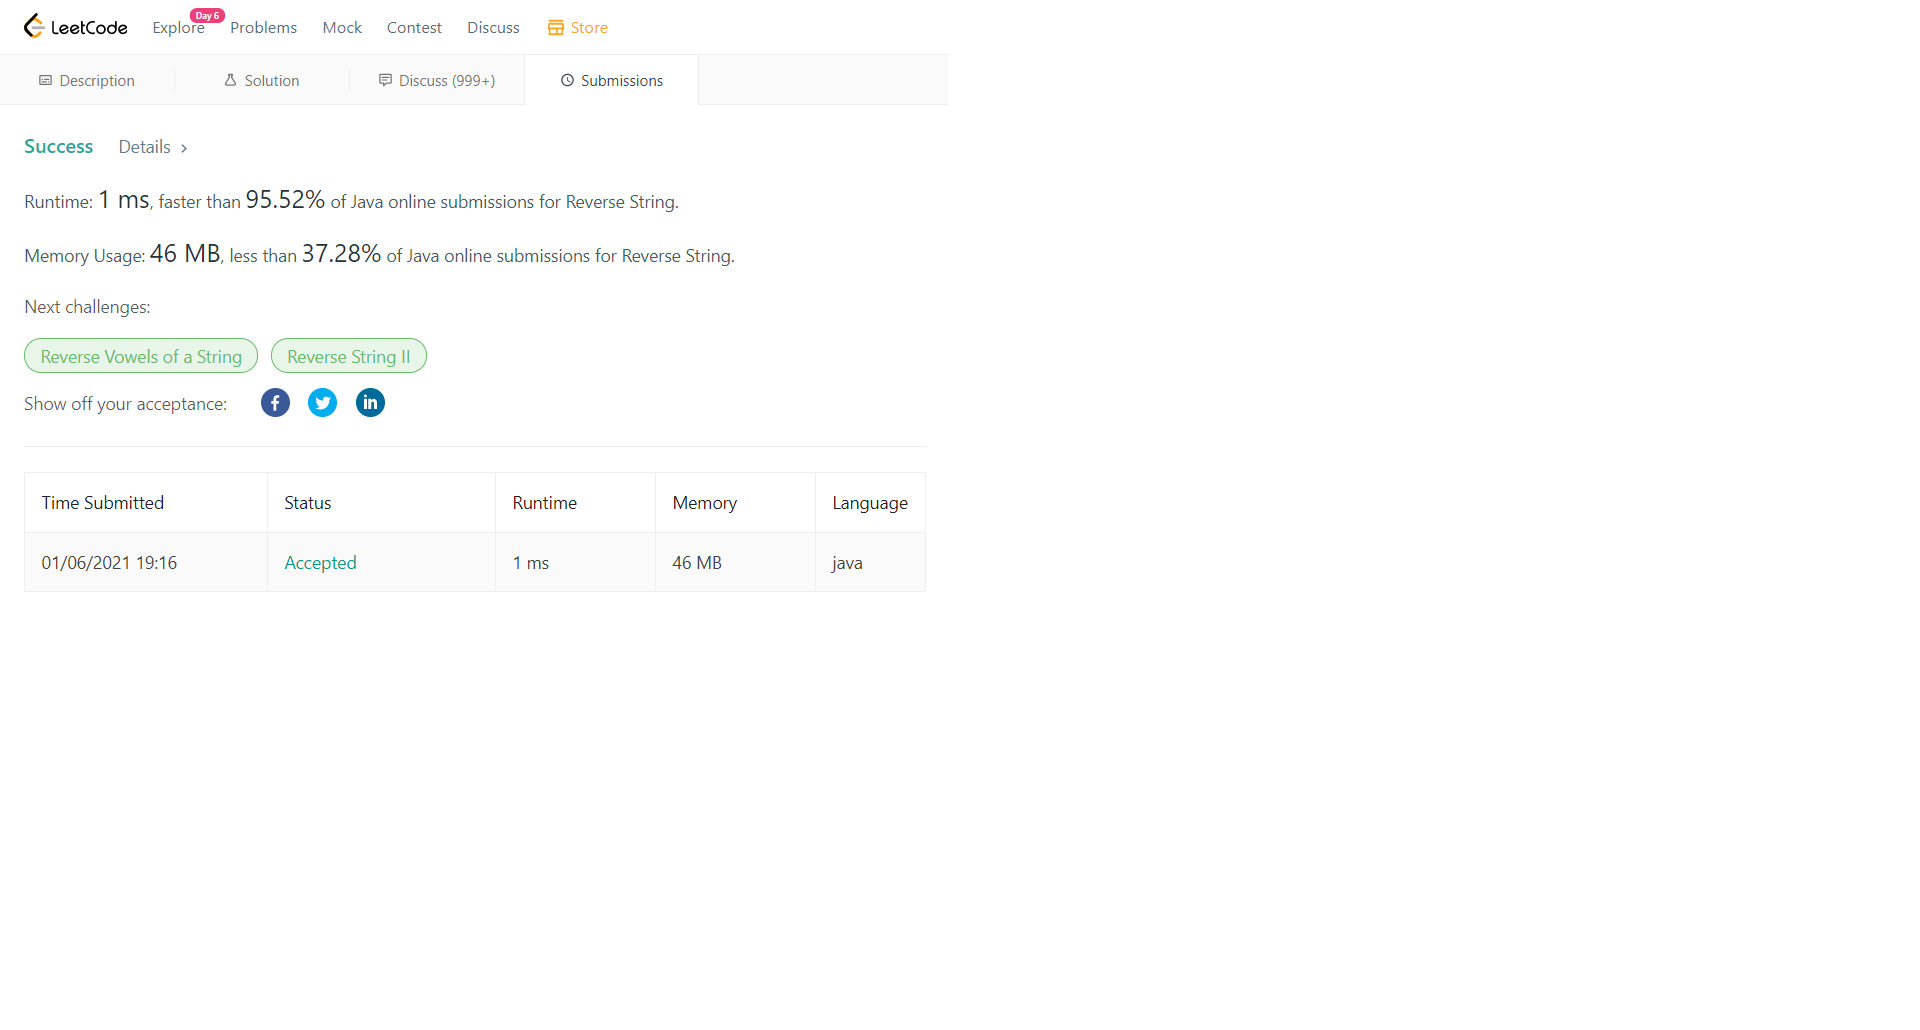 LeetCode Explore Day 6 Problems Mock Contest Discuss Store
Description Solution Discuss (999+) Submissions
Success Details ›
Runtime: 1 ms, faster than 95.52% of Java online submissions for Reverse String.
Memory Usage: 46 MB, less than 37.28% of Java online submissions for Reverse String.
Next challenges:
Reverse Vowels of a String Reverse String II
Show off your acceptance:
Time Submitted Status Runtime Memory Language
01/06/2021 19:16 Accepted 1 ms 46 MB java